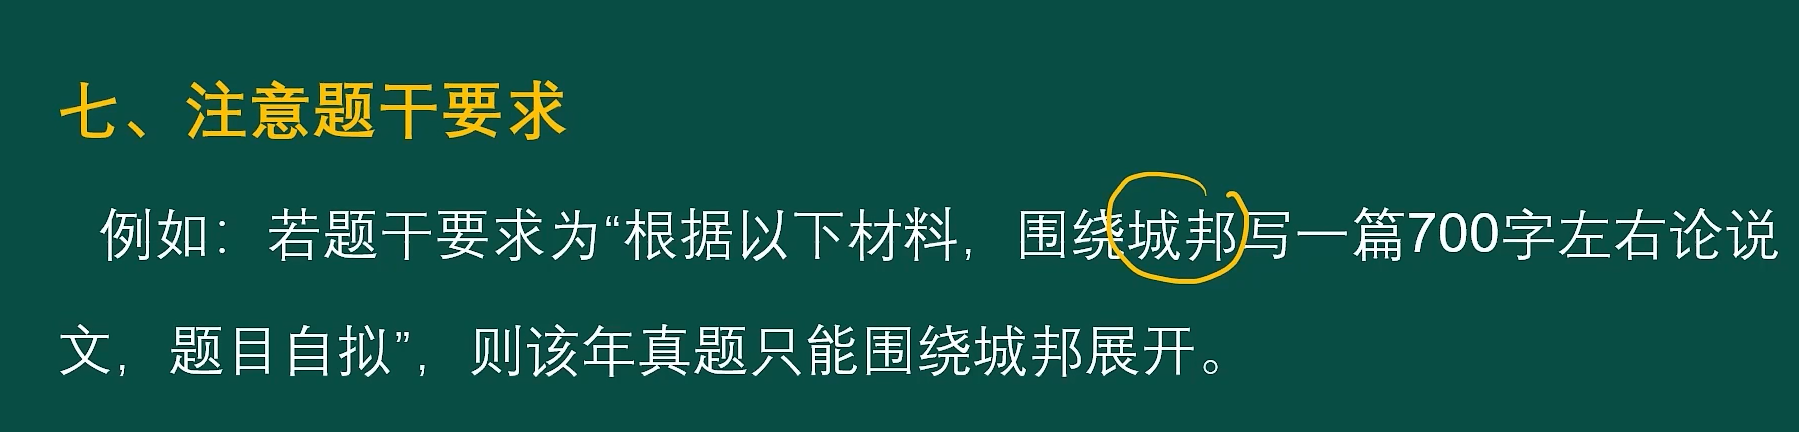 七、注意题干要求
例如：若题干要求为“根据以下材料，围绕城邦写一篇700字左右论说
文，题目自拟”，则该年真题只能围绕城邦展开。